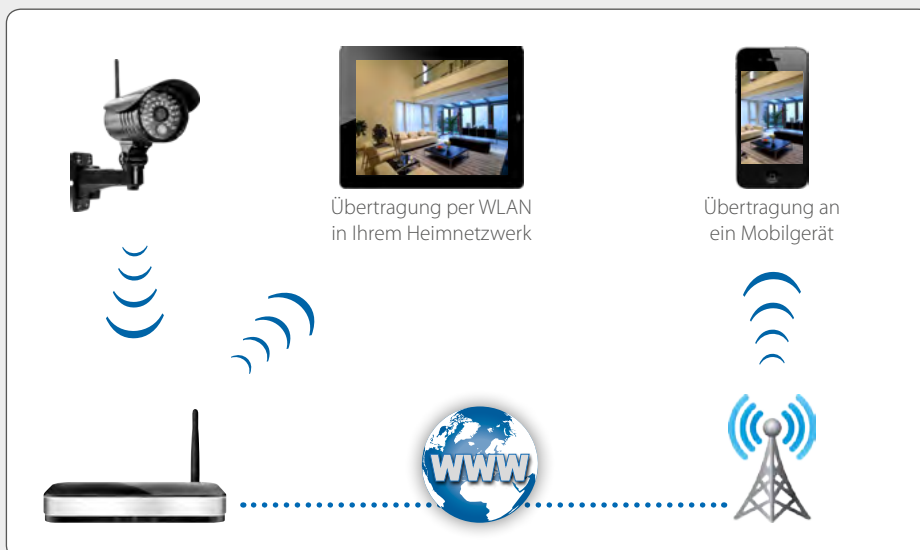 Übertragung per WLAN
in Ihrem Heimnetzwerk
Übertragung an
ein Mobilgerät
WWW